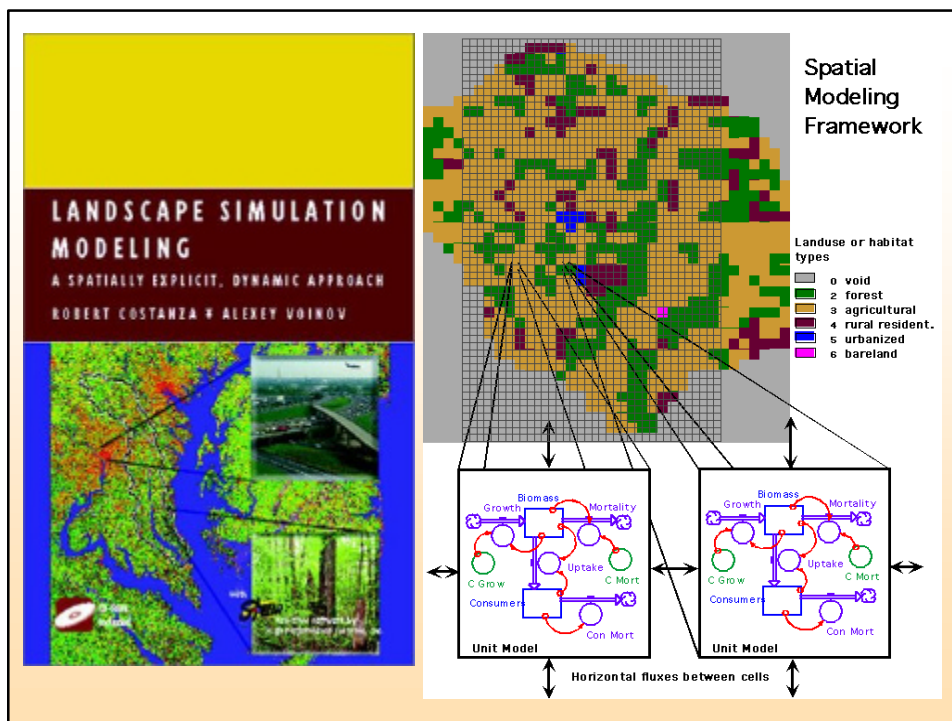 LANDSCAPE SIMULATION
MODELING
A SPATIALLY EXPLICIT, DYNAMIC APPROACH
ROBERT COSTANZA * ALEXEY VOINOV
with
Spatial
Modeling
Framework
Landuse or habitat
types
0 void
2 forest
3 agricultural
4 rural resident.
5 urbanized
6 bareland
Growth
Biomass
Mortality
C Grow
Uptake
C Mort
Consumers
Con Mort
Unit Model
Growth
Biomass
Mortality
C Grow
Uptake
C Mort
Consumers
Con Mort
Unit Model
Horizontal fluxes between cells